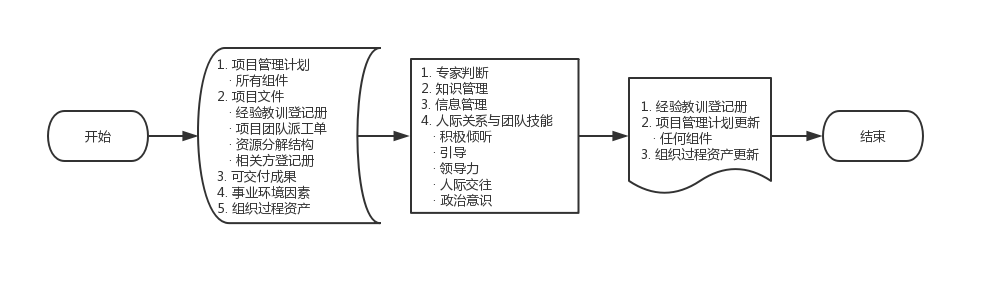 开始
1. 项目管理计划
· 所有组件
2. 项目文件
· 经验教训登记册
· 项目团队派工单
· 资源分解结构
· 相关方登记册
3. 可交付成果
4. 事业环境因素
5. 组织过程资产
1. 专家判断
2. 知识管理
3. 信息管理
4. 人际关系与团队技能
· 积极倾听
· 引导
· 领导力
· 人际交往
· 政治意识
1. 经验教训登记册
2. 项目管理计划更新
· 任何组件
3. 组织过程资产更新
结束